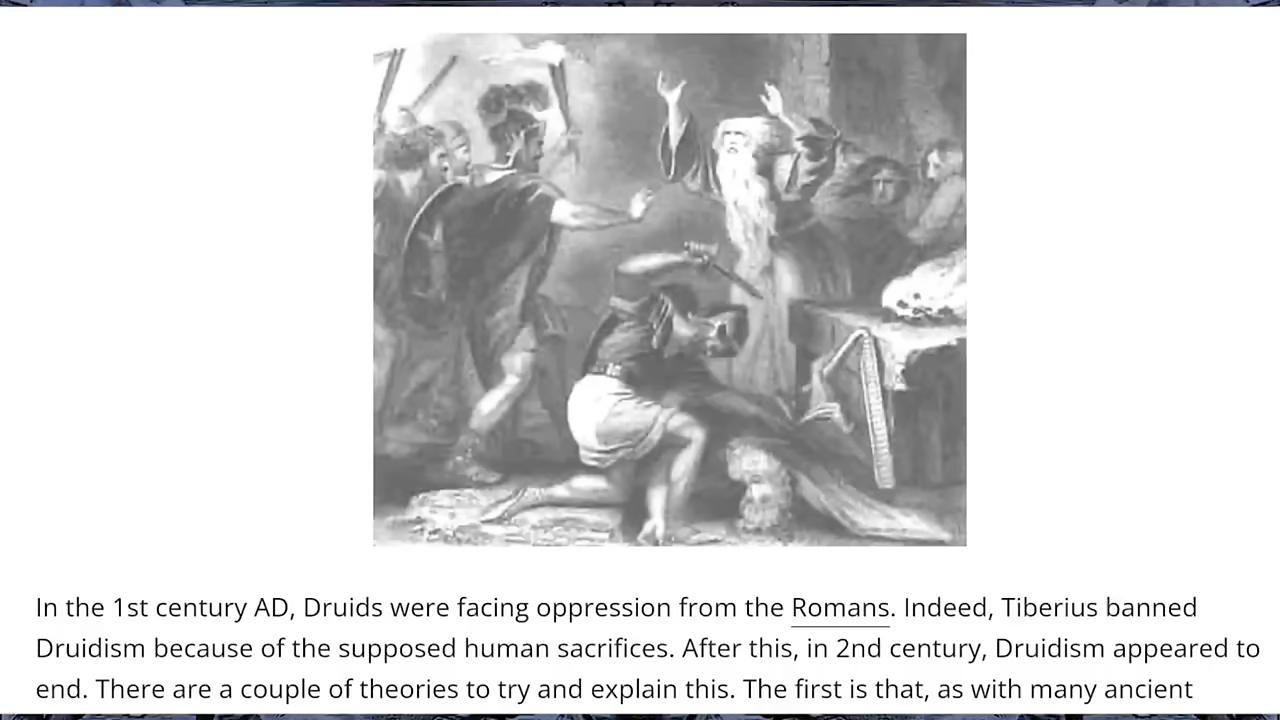 In the 1st century AD, Druids were facing oppression from the Romans. Indeed, Tiberius banned
Druidism because of the supposed human sacrifices. After this, in 2nd century, Druidism appeared to
end. There are a couple of theories to try and explain this. The first is that, as with many ancient